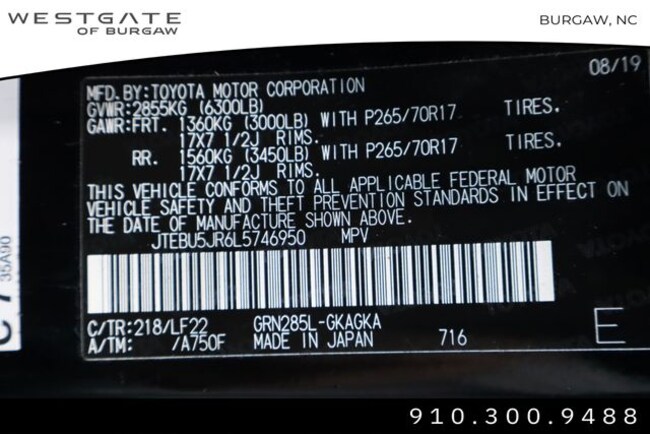 WESTGATE
OF BURGAW
BURGAW, NC
08/19
MFD. BY: TOYOTA MOTOR CORPORATION
GVWR: 2855KG (6300LB)
GAWR: FRT. 1360KG (3000LB) WITH P265/70R17 TIRES.
17X7 1/2J RIMS.
RR. 1560KG (3450LB) WITH P265/70R17 TIRES.
17X7 1/2J RIMS.
THIS VEHICLE CONFORMS TO ALL APPLICABLE FEDERAL MOTOR
VEHICLE SAFETY AND THEFT PREVENTION STANDARDS IN EFFECT ON
THE DATE OF MANUFACTURE SHOWN ABOVE.
JTEBU5JR6L5746950 MPV
C/TR: 218/LF22 GRN285L-GKAGKA
A/TM: /A750F MADE IN JAPAN 716 E
35A90
910.300.9488